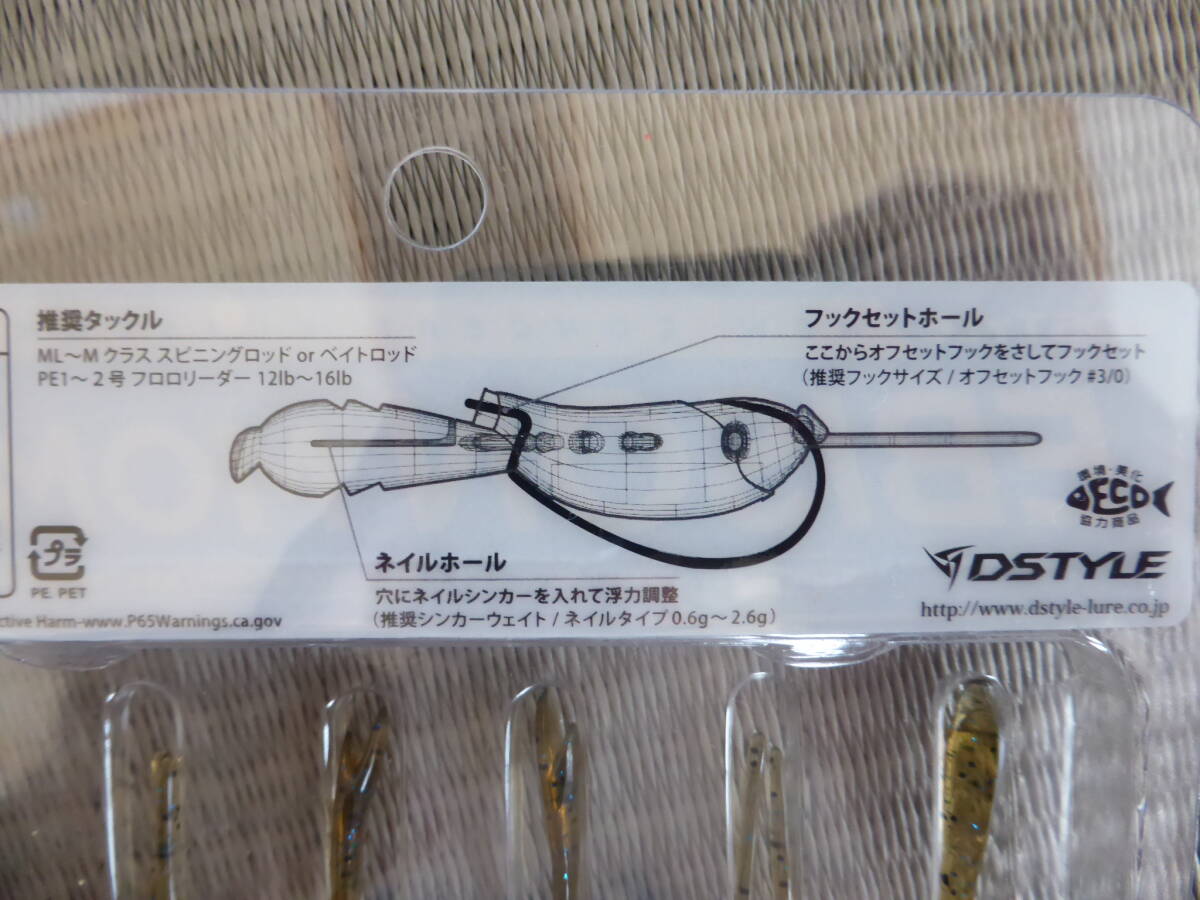 推奨タックル
ML～M クラス スピニングロッド or ベイトロッド
PE1～2号 フロロリーダー 12lb～16lb
フックセットホール
ここからオフセットフックをさしてフックセット
（推奨フックサイズ / オフセットフック #3/0）
環境・美化
ECO
協力商品
プラ
PE. PET
ネイルホール
穴にネイルシンカーを入れて浮力調整
（推奨シンカーウェイト / ネイルタイプ 0.6g～2.6g）
DSTYLE
http://www.dstyle-lure.co.jp
ctive Harm-www.P65Warnings.ca.gov